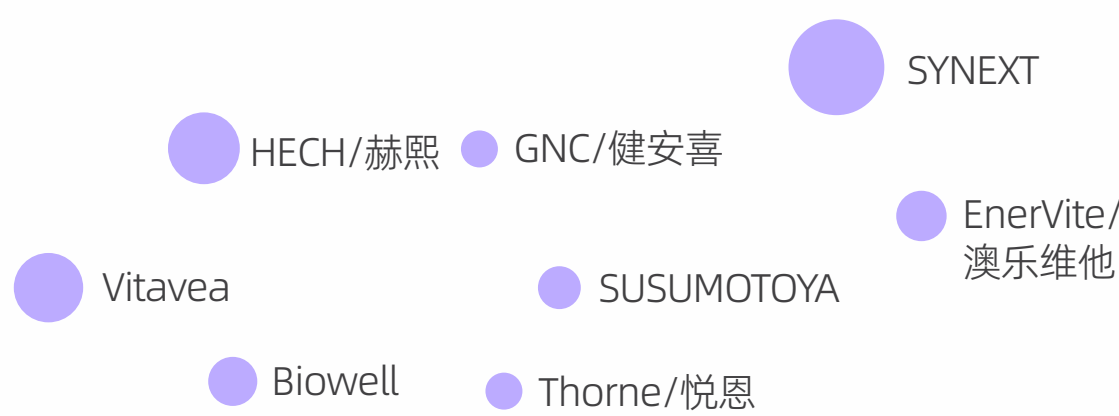 SYNEXT
HECH/赫熙
GNC/健安喜
EnerVite/
澳乐维他
Vitavea
SUSUMOTOYA
Biowell
Thorne/悦恩